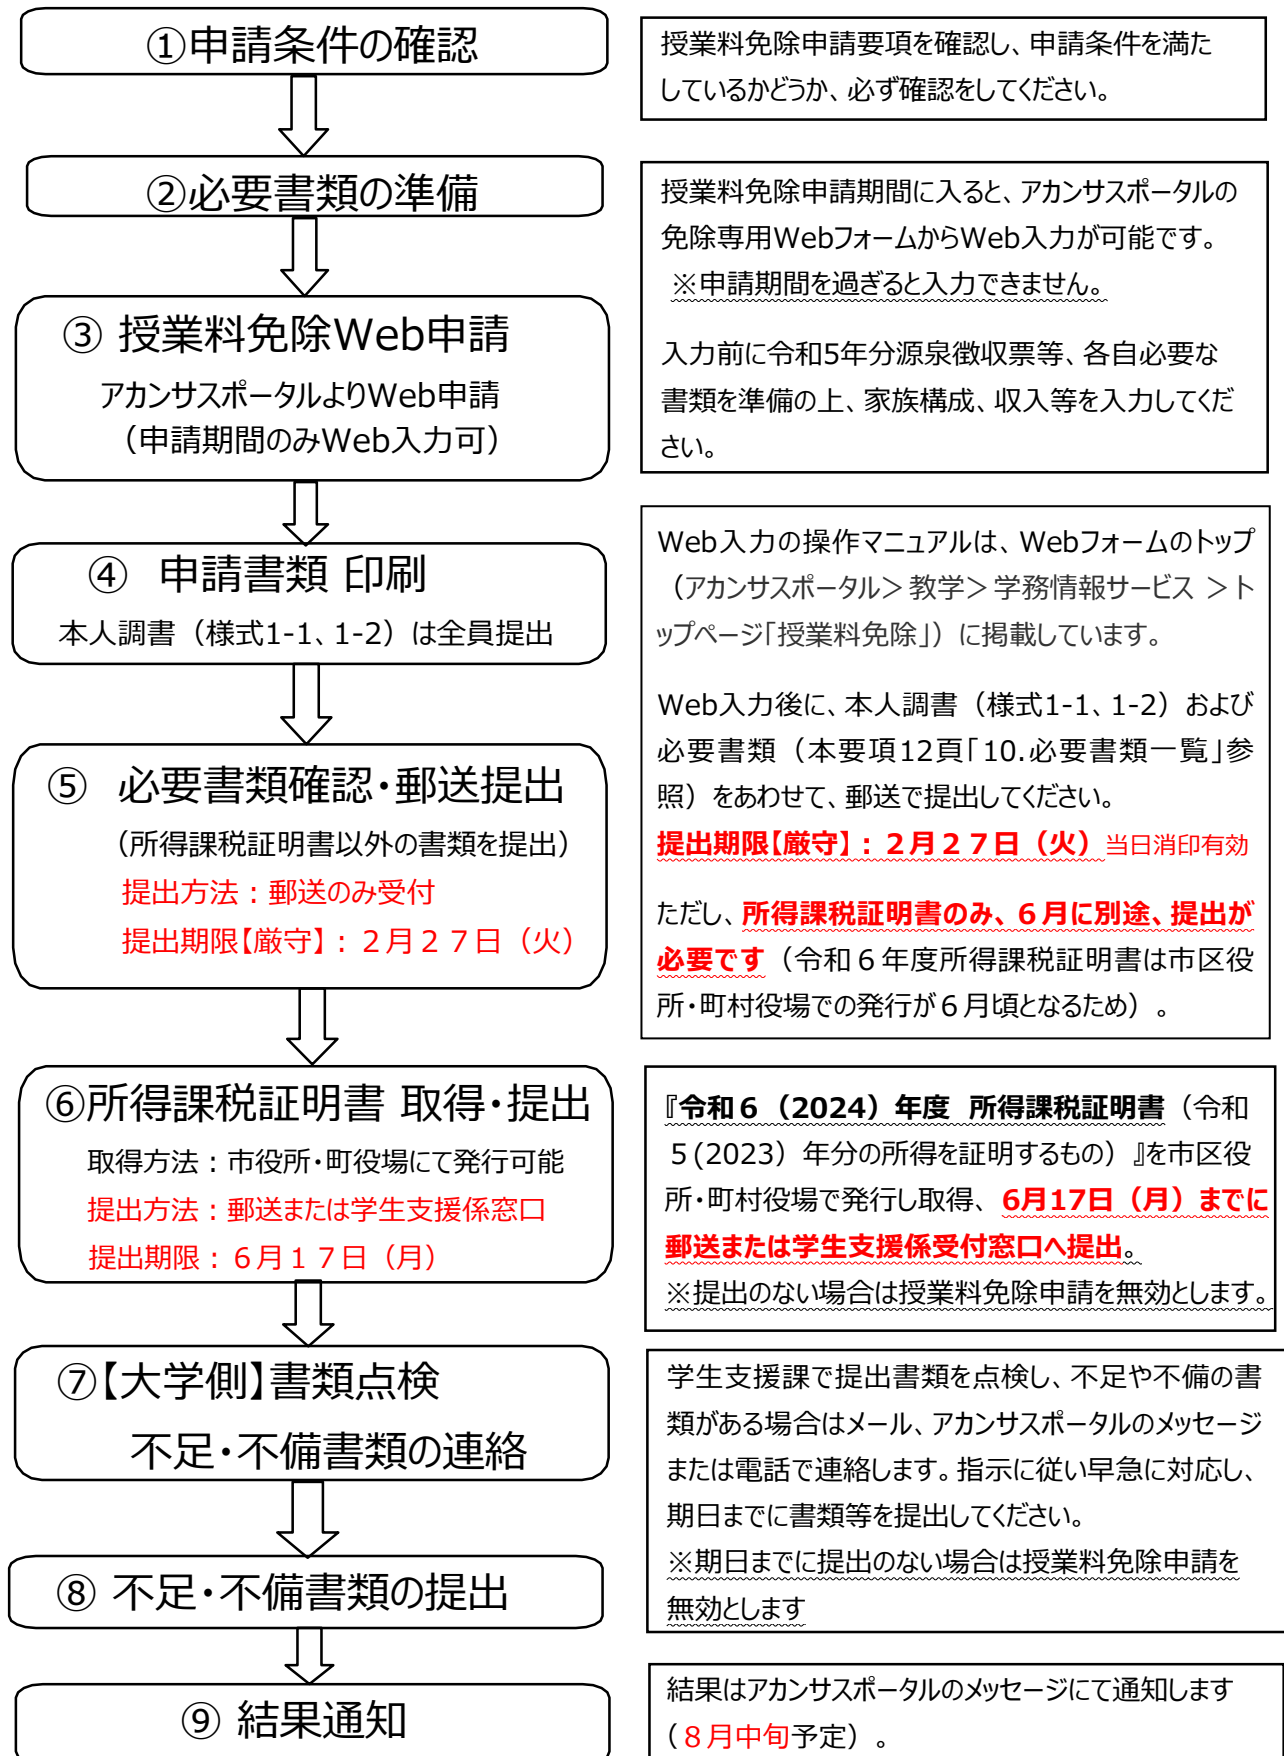 ①申請条件の確認
授業料免除申請要項を確認し、申請条件を満た
しているかどうか、必ず確認をしてください。
②必要書類の準備
授業料免除申請期間に入ると、アカンサスポータルの
免除専用WebフォームからWeb入力が可能です。
※申請期間を過ぎると入力できません。
入力前に令和5年分源泉徴収票等、各自必要な
書類を準備の上、家族構成、収入等を入力してくだ
さい。
③ 授業料免除Web申請
アカンサスポータルよりWeb申請
（申請期間のみWeb入力可）
④ 申請書類 印刷
本人調書（様式1-1、1-2）は全員提出
Web入力の操作マニュアルは、Webフォームのトップ
（アカンサスポータル＞教学＞学務情報サービス ＞ト
ップページ「授業料免除」）に掲載しています。
Web入力後に、本人調書（様式1-1、1-2）および
必要書類（本要項12頁「10.必要書類一覧」参
照）をあわせて、郵送で提出してください。
提出期限【厳守】：２月２７日（火）当日消印有効
ただし、所得課税証明書のみ、６月に別途、提出が
必要です（令和６年度所得課税証明書は市区役
所・町村役場での発行が６月頃となるため）。
⑤ 必要書類確認・郵送提出
（所得課税証明書以外の書類を提出）
提出方法：郵送のみ受付
提出期限【厳守】：２月２７日（火）
⑥所得課税証明書 取得・提出
取得方法：市役所・町役場にて発行可能
提出方法：郵送または学生支援係窓口
提出期限：６月１７日（月）
『令和６（2024）年度 所得課税証明書（令和
５(2023）年分の所得を証明するもの）』を市区役
所・町村役場で発行し取得、6月17日（月）までに
郵送または学生支援係受付窓口へ提出。
※提出のない場合は授業料免除申請を無効とします。
⑦【大学側】書類点検
不足・不備書類の連絡
学生支援課で提出書類を点検し、不足や不備の書
類がある場合はメール、アカンサスポータルのメッセージ
または電話で連絡します。指示に従い早急に対応し、
期日までに書類等を提出してください。
※期日までに提出のない場合は授業料免除申請を
無効とします
⑧ 不足・不備書類の提出
⑨ 結果通知
結果はアカンサスポータルのメッセージにて通知します
（８月中旬予定）。